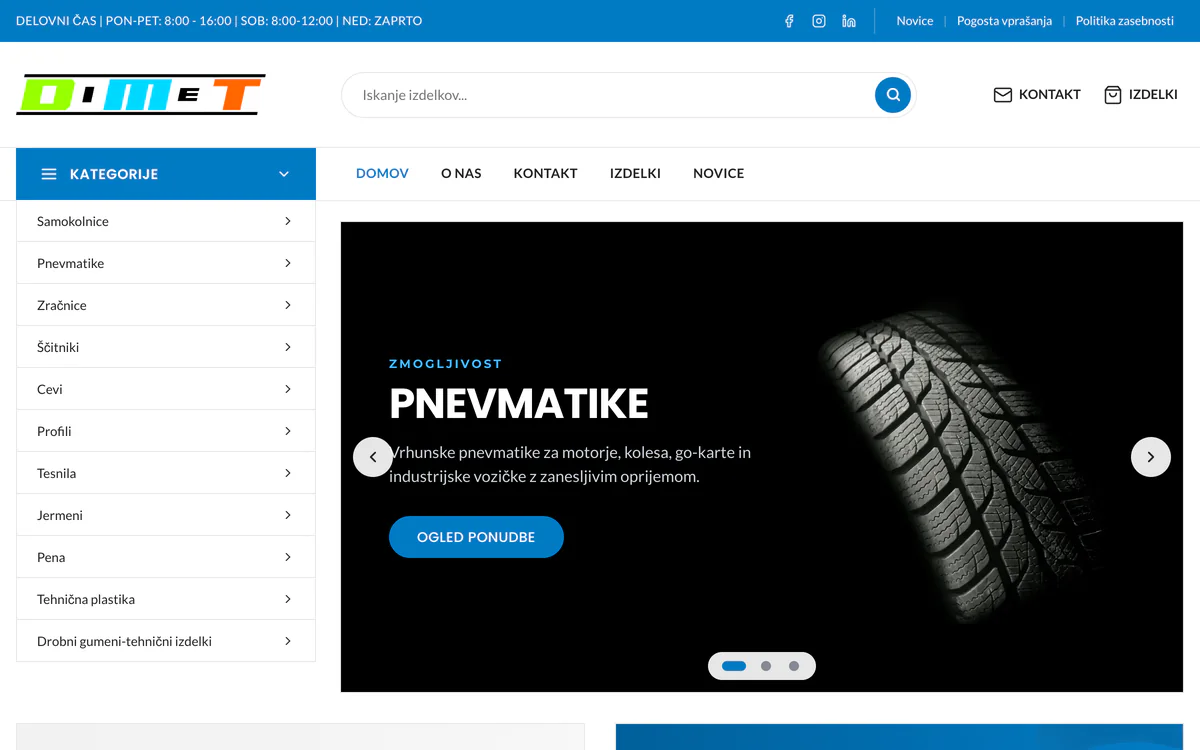 DELOVNI ČAS | PON-PET: 8:00 - 16:00 | SOB: 8:00-12:00 | NED: ZAPRTO
Novice | Pogosta vprašanja | Politika zasebnosti
DiMeT
Iskanje izdelkov...
KONTAKT
IZDELKI
KATEGORIJE
DOMOV
O NAS
KONTAKT
IZDELKI
NOVICE
Samokolnice
Pnevmatike
Zračnice
Ščitniki
Cevi
Profili
Tesnila
Jermeni
Pena
Tehnična plastika
Drobni gumeni-tehnični izdelki
ZMOGLJIVOST
PNEVMATIKE
Vrhunske pnevmatike za motorje, kolesa, go-karte in
industrijske vozičke z zanesljivim oprijemom.
OGLED PONUDBE